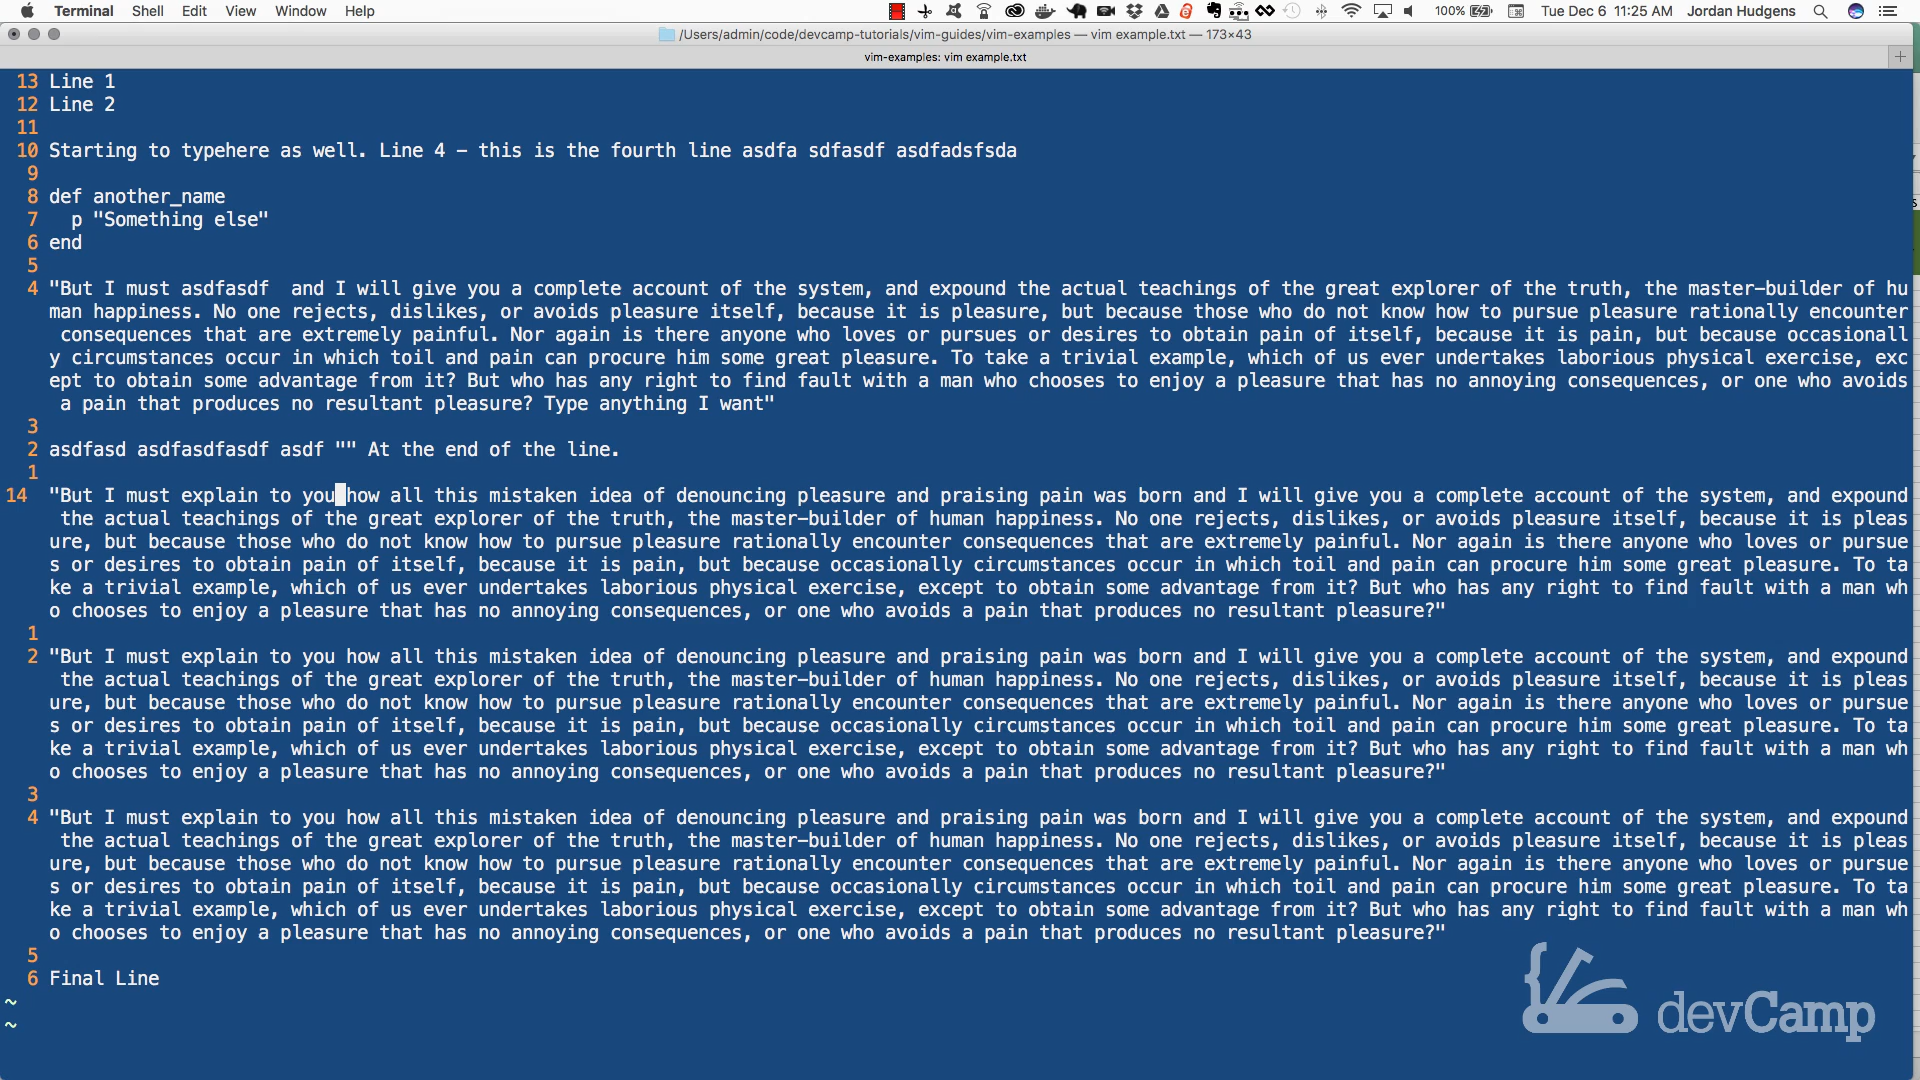 Terminal Shell Edit View Window Help 100% Tue Dec 6 11:25 AM Jordan Hudgens
/Users/admin/code/devcamp-tutorials/vim-guides/vim-examples — vim example.txt — 173×43
vim-examples: vim example.txt
13 Line 1
12 Line 2
11
10 Starting to typehere as well. Line 4 – this is the fourth line asdfa sdfasdf asdfadsfsda
9
8 def another_name
7   p "Something else"
6 end
5
4 "But I must asdfasdf  and I will give you a complete account of the system, and expound the actual teachings of the great explorer of the truth, the master–builder of hu
man happiness. No one rejects, dislikes, or avoids pleasure itself, because it is pleasure, but because those who do not know how to pursue pleasure rationally encounter
 consequences that are extremely painful. Nor again is there anyone who loves or pursues or desires to obtain pain of itself, because it is pain, but because occasionall
y circumstances occur in which toil and pain can procure him some great pleasure. To take a trivial example, which of us ever undertakes laborious physical exercise, exc
ept to obtain some advantage from it? But who has any right to find fault with a man who chooses to enjoy a pleasure that has no annoying consequences, or one who avoids
 a pain that produces no resultant pleasure? Type anything I want"
3
2 asdfasd asdfasdfasdf asdf "" At the end of the line.
1
14 "But I must explain to you how all this mistaken idea of denouncing pleasure and praising pain was born and I will give you a complete account of the system, and expound
 the actual teachings of the great explorer of the truth, the master–builder of human happiness. No one rejects, dislikes, or avoids pleasure itself, because it is pleas
ure, but because those who do not know how to pursue pleasure rationally encounter consequences that are extremely painful. Nor again is there anyone who loves or pursue
s or desires to obtain pain of itself, because it is pain, but because occasionally circumstances occur in which toil and pain can procure him some great pleasure. To ta
ke a trivial example, which of us ever undertakes laborious physical exercise, except to obtain some advantage from it? But who has any right to find fault with a man wh
o chooses to enjoy a pleasure that has no annoying consequences, or one who avoids a pain that produces no resultant pleasure?"
1
2 "But I must explain to you how all this mistaken idea of denouncing pleasure and praising pain was born and I will give you a complete account of the system, and expound
 the actual teachings of the great explorer of the truth, the master–builder of human happiness. No one rejects, dislikes, or avoids pleasure itself, because it is pleas
ure, but because those who do not know how to pursue pleasure rationally encounter consequences that are extremely painful. Nor again is there anyone who loves or pursue
s or desires to obtain pain of itself, because it is pain, but because occasionally circumstances occur in which toil and pain can procure him some great pleasure. To ta
ke a trivial example, which of us ever undertakes laborious physical exercise, except to obtain some advantage from it? But who has any right to find fault with a man wh
o chooses to enjoy a pleasure that has no annoying consequences, or one who avoids a pain that produces no resultant pleasure?"
3
4 "But I must explain to you how all this mistaken idea of denouncing pleasure and praising pain was born and I will give you a complete account of the system, and expound
 the actual teachings of the great explorer of the truth, the master–builder of human happiness. No one rejects, dislikes, or avoids pleasure itself, because it is pleas
ure, but because those who do not know how to pursue pleasure rationally encounter consequences that are extremely painful. Nor again is there anyone who loves or pursue
s or desires to obtain pain of itself, because it is pain, but because occasionally circumstances occur in which toil and pain can procure him some great pleasure. To ta
ke a trivial example, which of us ever undertakes laborious physical exercise, except to obtain some advantage from it? But who has any right to find fault with a man wh
o chooses to enjoy a pleasure that has no annoying consequences, or one who avoids a pain that produces no resultant pleasure?"
5
6 Final Line
~
~
devCamp